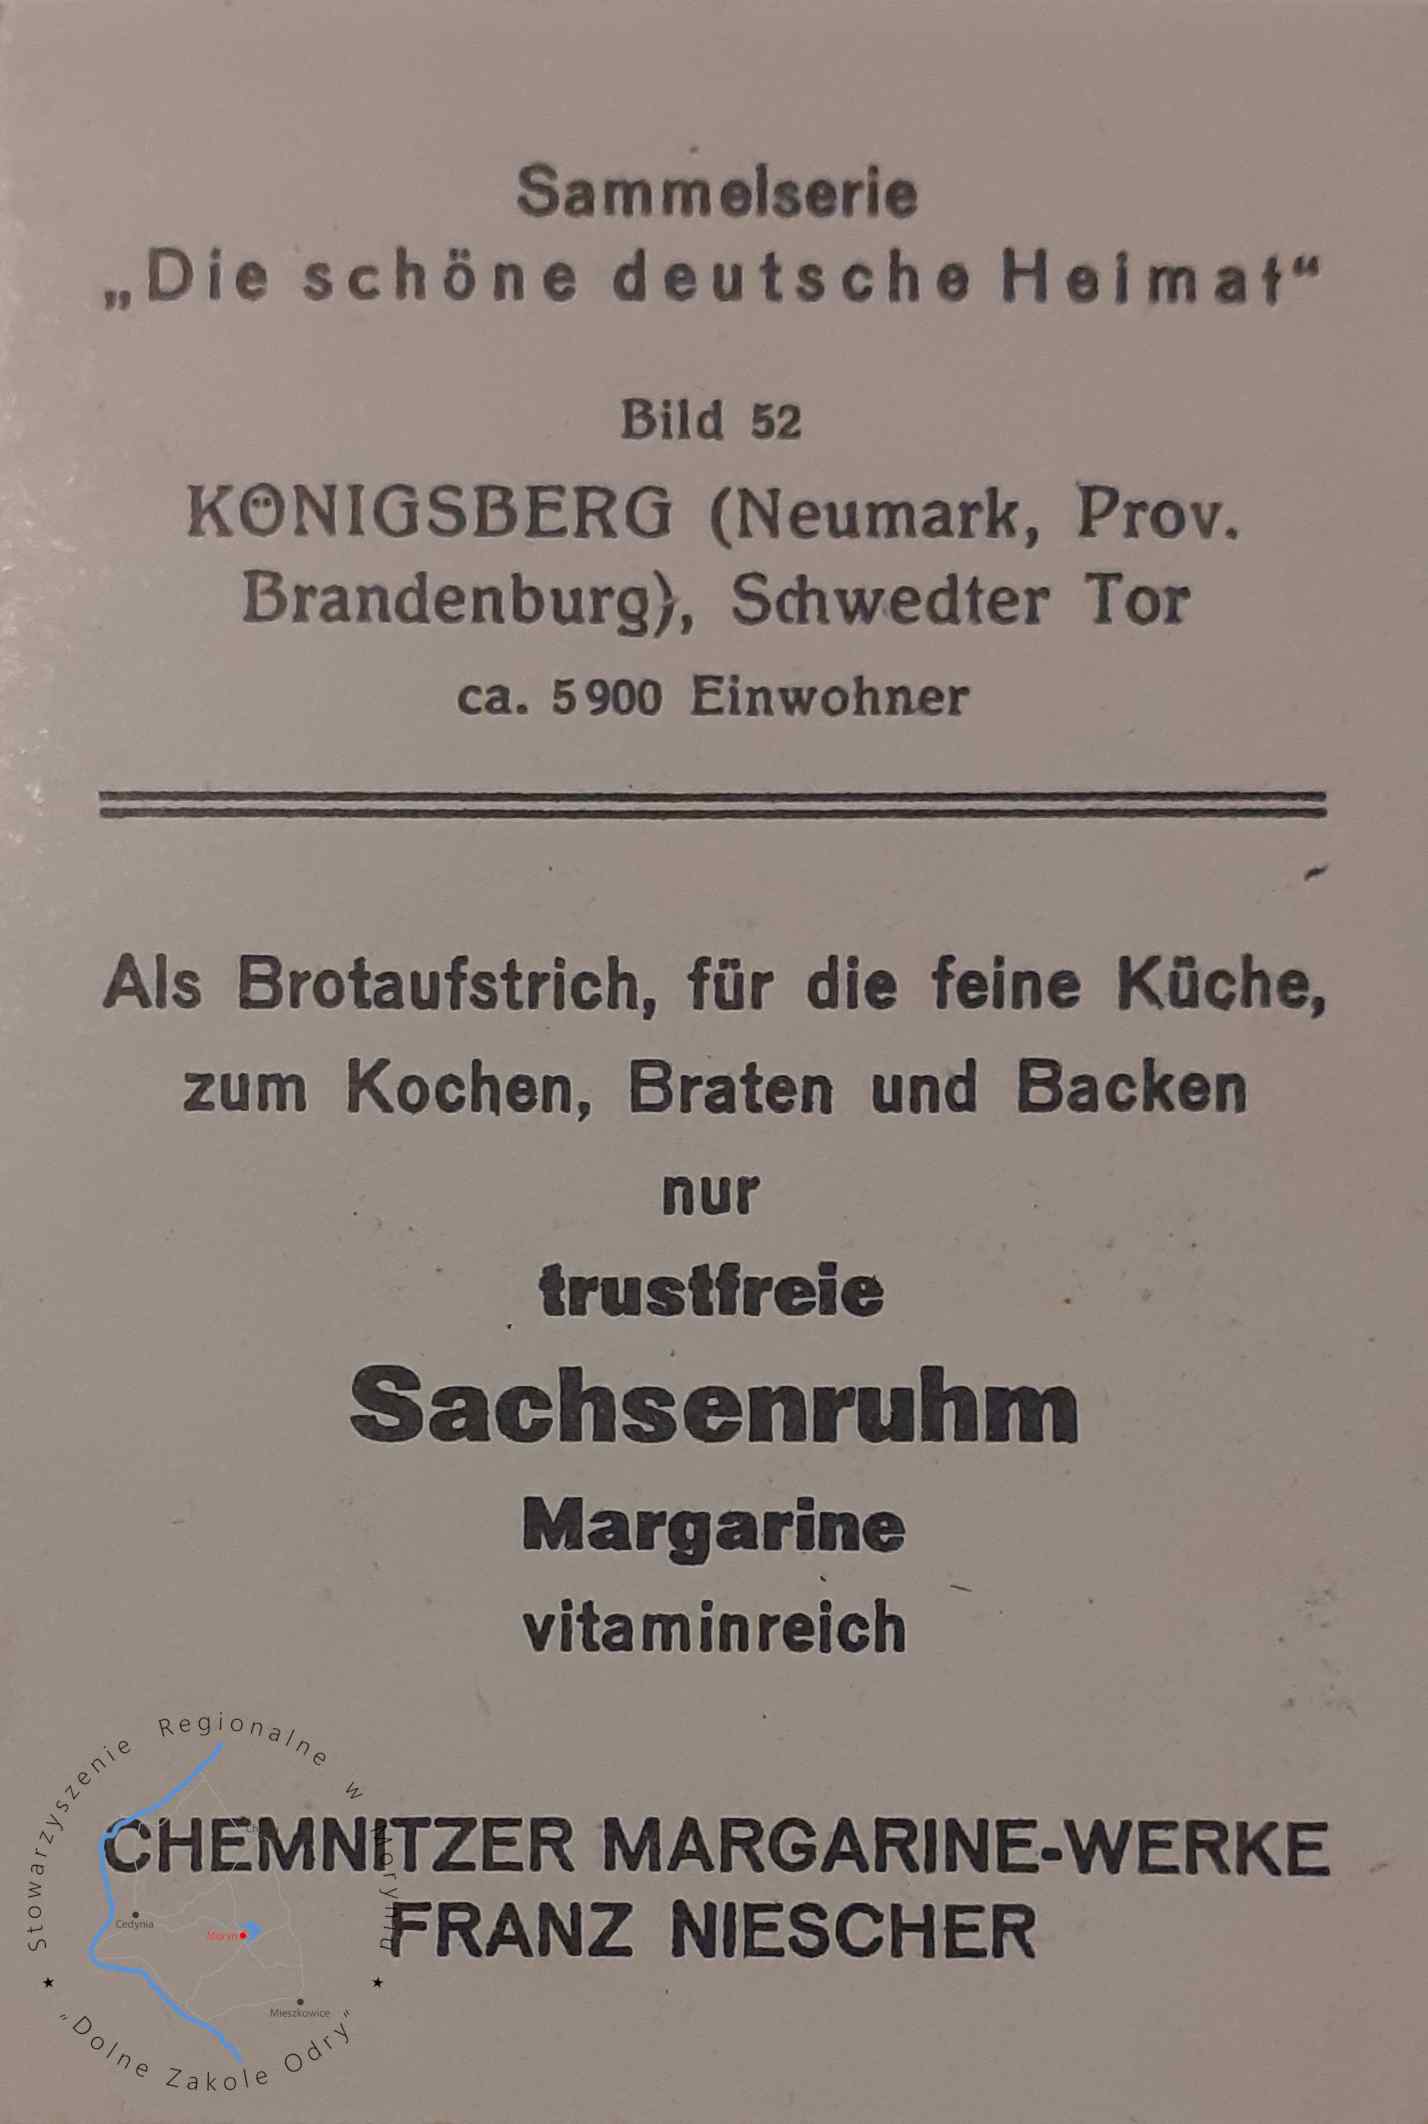 Sammelserie
„Die schöne deutsche Heimat“
Bild 52
KÖNIGSBERG (Neumark, Prov.
Brandenburg), Schwedter Tor
ca. 5900 Einwohner
Als Brotaufstrich, für die feine Küche,
zum Kochen, Braten und Backen
nur
trustfreie
Sachsenruhm
Margarine
vitaminreich
CHEMNITZER MARGARINE-WERKE
FRANZ NIESCHER
Stowarzyszenie Regionalne w Moryniu
Cedynia
Moryń
Mieszkowice
„Dolne Zakole Odry”